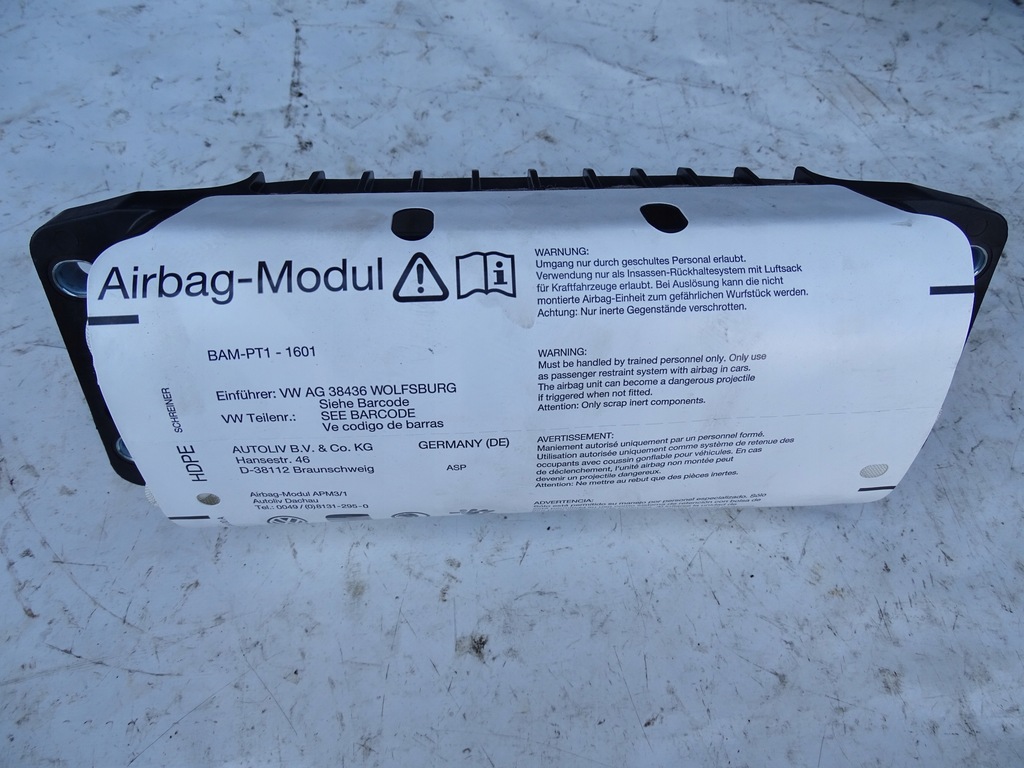 Airbag-Modul
BAM-PT1 - 1601
Einführer: VW AG 38436 WOLFSBURG
Siehe Barcode
VW Teilenr.: SEE BARCODE
Ve codigo de barras
HDPE SCHREINER
AUTOLIV B.V. & Co. KG GERMANY (DE)
Hansestr. 46
D-38112 Braunschweig ASP
Airbag-Modul APM3/1
Autoliv Dachau
Tel.: 0049 / (0)8131-295-0
WARNUNG:
Umgang nur durch geschultes Personal erlaubt.
Verwendung nur als Insassen-Rückhaltesystem mit Luftsack
für Kraftfahrzeuge erlaubt. Bei Auslösung kann die nicht
montierte Airbag-Einheit zum gefährlichen Wurfstück werden.
Achtung: Nur inerte Gegenstände verschrotten.
WARNING:
Must be handled by trained personnel only. Only use
as passenger restraint system with airbag in cars.
The airbag unit can become a dangerous projectile
if triggered when not fitted.
Attention: Only scrap inert components.
AVERTISSEMENT:
Maniement autorisé uniquement par un personnel formé.
Utilisation autorisée uniquement comme système de retenue des
occupants avec coussin gonflable pour véhicules. En cas
de déclenchement, l'unité airbag non montée peut
devenir un projectile dangereux.
Attention: Ne mettre au rebut que des pièces inertes.
ADVERTENCIA:
Sólo